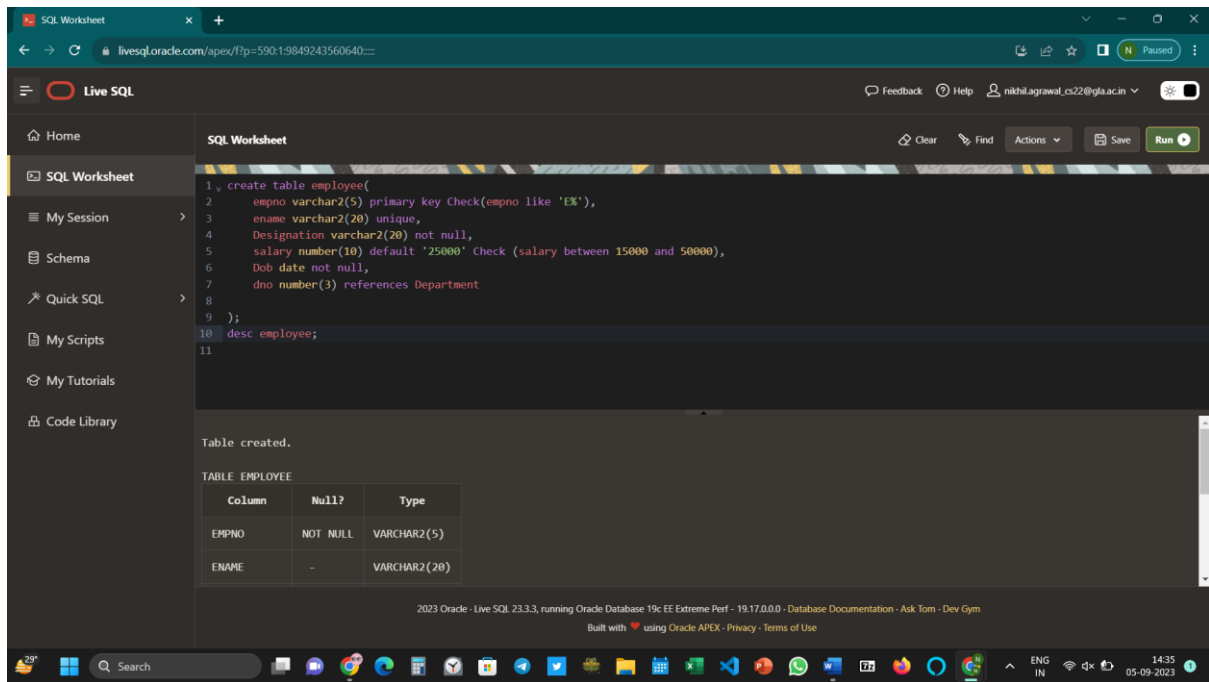 SQL Worksheet
livesql.oracle.com/apex/f?p=590:1:9849243560640:::::
N Paused
Live SQL
Feedback Help nikhil.agrawal_cs22@gla.ac.in
Home
SQL Worksheet
My Session
Schema
Quick SQL
My Scripts
My Tutorials
Code Library
SQL Worksheet
Clear Find Actions Save Run
1 create table employee(
2 empno varchar2(5) primary key Check(empno like 'E%'),
3 ename varchar2(20) unique,
4 Designation varchar2(20) not null,
5 salary number(10) default '25000' Check (salary between 15000 and 50000),
6 Dob date not null,
7 dno number(3) references Department
8
9 );
10 desc employee;
11
Table created.
TABLE EMPLOYEE
Column Null? Type
EMPNO NOT NULL VARCHAR2(5)
ENAME - VARCHAR2(20)
2023 Oracle · Live SQL 23.3.3, running Oracle Database 19c EE Extreme Perf - 19.17.0.0.0 · Database Documentation · Ask Tom · Dev Gym
Built with ❤ using Oracle APEX · Privacy · Terms of Use
29°
Search
ENG
IN
14:35
05-09-2023
1